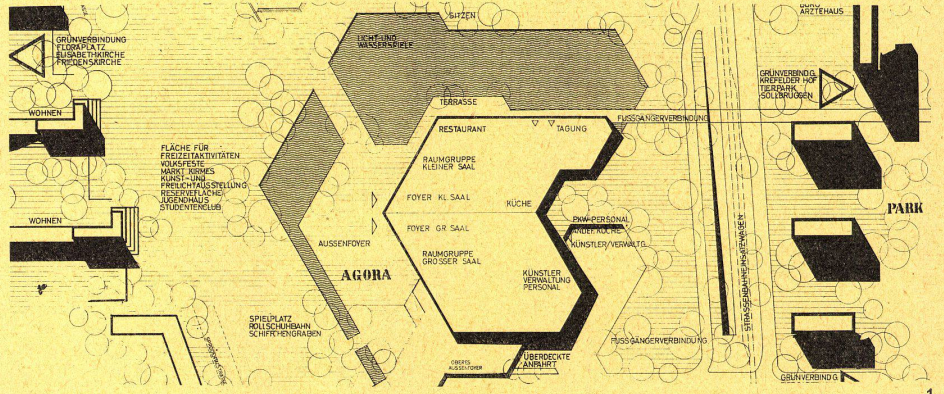 GRÜNVERBINDUNG
FLORAPLATZ
ELISABETHKIRCHE
FRIEDENSKIRCHE
WOHNEN
WOHNEN
FLÄCHE FÜR
FREIZEITAKTIVITÄTEN
VOLKSFESTE
MARKT KIRMES
KUNST- UND
FREILICHTAUSSTELLUNG
RESERVEFLÄCHE
JUGENDHAUS
STUDENTENCLUB
SPIELPLATZ
ROLLSCHUHBAHN
SCHIFFCHENGRABEN
AUSSENFOYER
AGORA
SITZEN
LICHT- UND
WASSERSPIELE
TERRASSE
RESTAURANT
TAGUNG
RAUMGRUPPE
KLEINER SAAL
FOYER KL. SAAL
FOYER GR. SAAL
RAUMGRUPPE
GROSSER SAAL
KÜCHE
PKW-PERSONAL
ANDF. KÜCHE
KÜNSTLER/VERWALTG.
KÜNSTLER
VERWALTUNG
PERSONAL
OBERES
AUSSENFOYER
ÜBERDECKTE
ANFAHRT
FUSSGÄNGERVERBINDUNG
FUSSGÄNGERVERBINDUNG
STRASSENBAHNEINSATZWAGEN
BÜRO
ÄRZTEHAUS
GRÜNVERBINDG.
KREFELDER HOF
TIERPARK
SOLLBRÜGGEN
PARK
GRÜNVERBINDG.
1